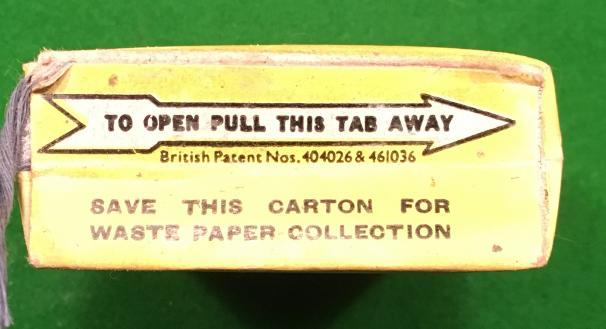 TO OPEN PULL THIS TAB AWAY
British Patent Nos. 404026 & 461036
SAVE THIS CARTON FOR
WASTE PAPER COLLECTION